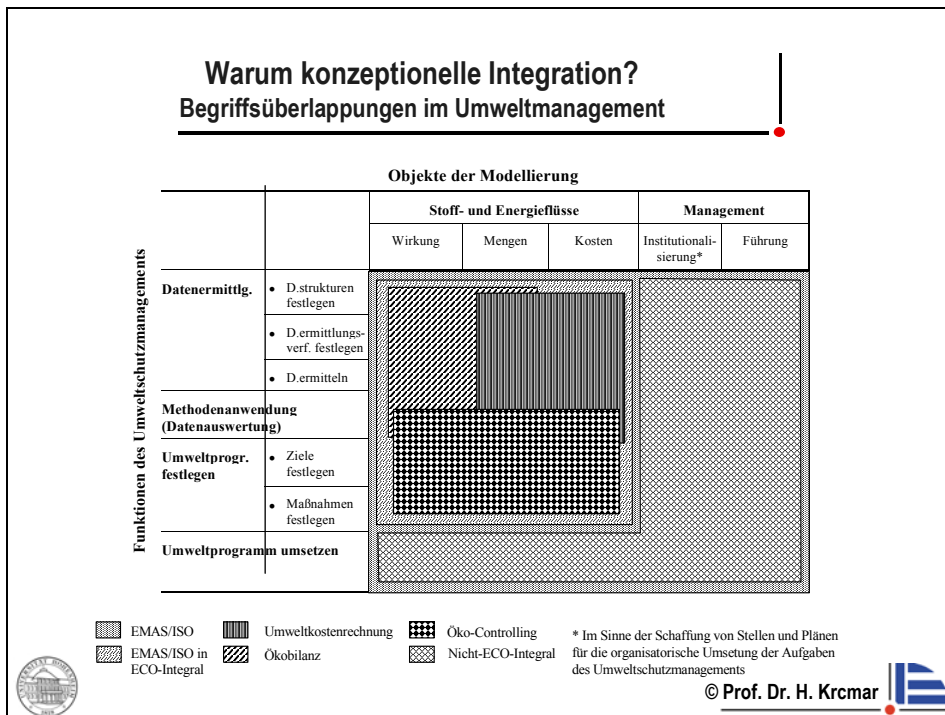 Warum konzeptionelle Integration?
Begriffsüberlappungen im Umweltmanagement
Objekte der Modellierung
Stoff- und Energieflüsse
Management
Wirkung
Mengen
Kosten
Institutionali-
sierung*
Führung
Funktionen des Umweltschutzmanagements
Datenermittlg.
• D.strukturen
festlegen
• D.ermittlungs-
verf. festlegen
• D.ermitteln
Methodenanwendung
(Datenauswertung)
Umweltprogr.
festlegen
• Ziele
festlegen
• Maßnahmen
festlegen
Umweltprogramm umsetzen
EMAS/ISO
EMAS/ISO in
ECO-Integral
Umweltkostenrechnung
Ökobilanz
Öko-Controlling
Nicht-ECO-Integral
* Im Sinne der Schaffung von Stellen und Plänen
für die organisatorische Umsetung der Aufgaben
des Umweltschutzmanagements
© Prof. Dr. H. Krcmar